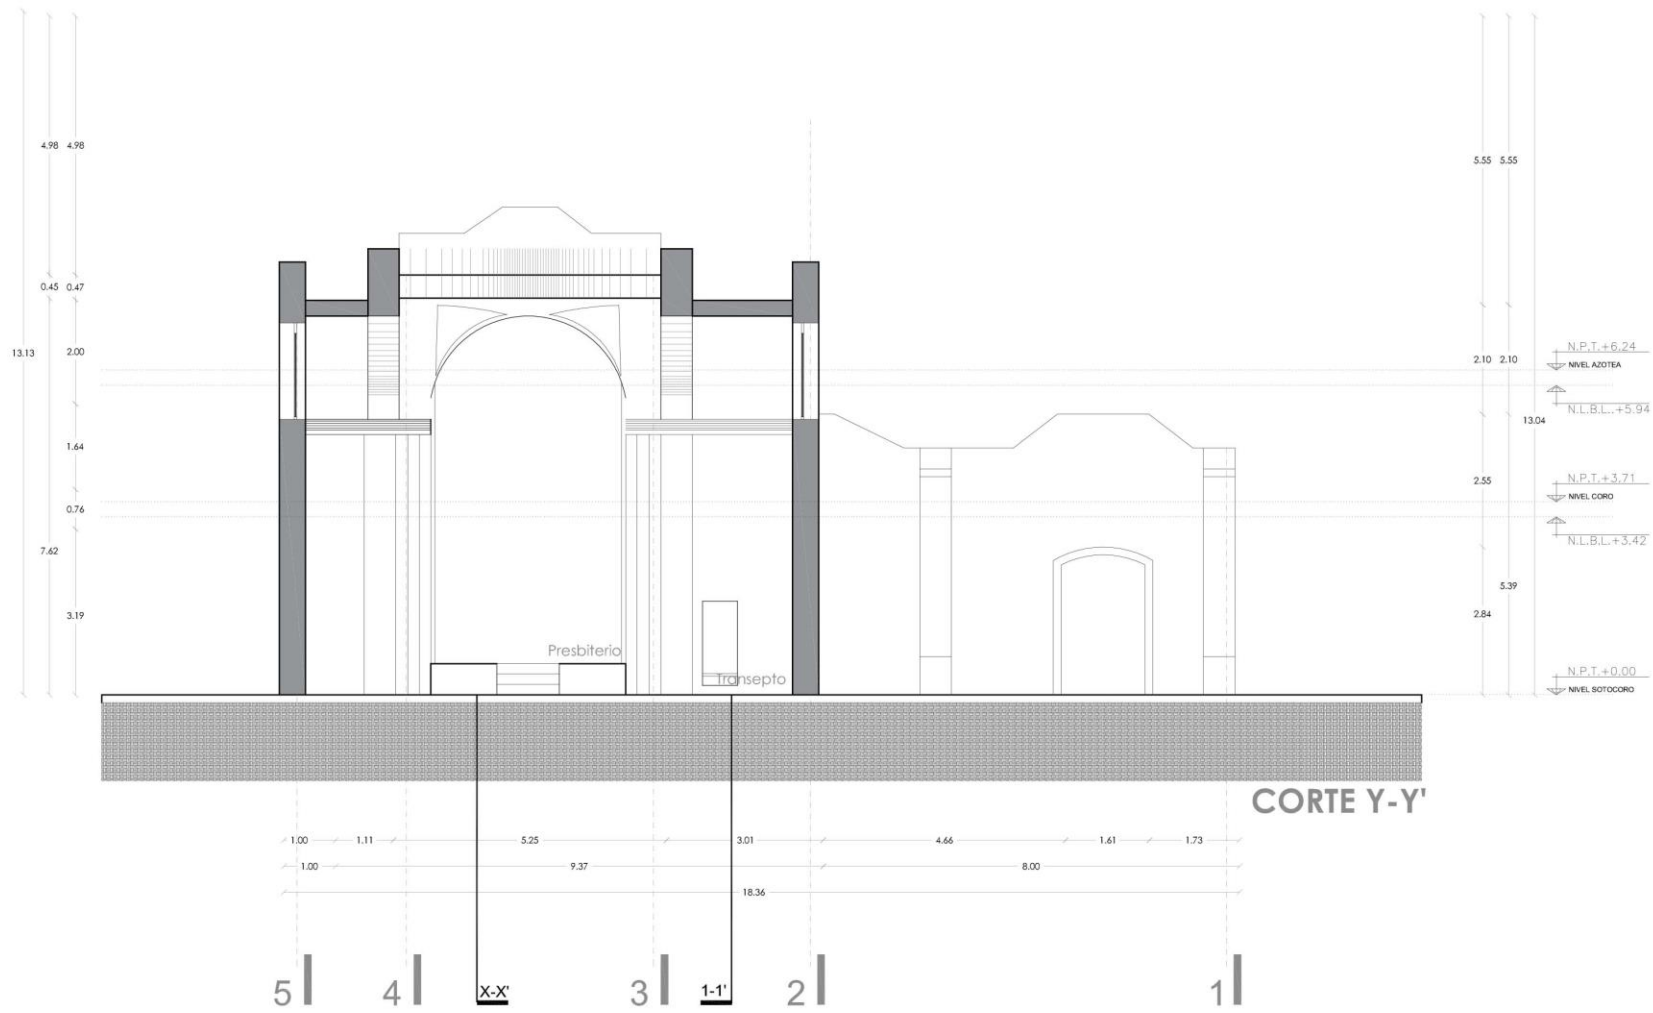 4.98 4.98
5.55 5.55
0.45 0.47
13.13
2.00
2.10 2.10
N.P.T.+6.24
NIVEL AZOTEA
N.L.B.L..+5.94
13.04
1.64
2.55
N.P.T.+3.71
NIVEL CORO
0.76
N.L.B.L.+3.42
7.62
5.39
3.19
2.84
Presbiterio
Transepto
N.P.T.+0.00
NIVEL SOTOCORO
CORTE Y-Y'
1.00 1.11 5.25 3.01 4.66 1.61 1.73
1.00 9.37 8.00
18.36
5 4 X-X' 3 1-1' 2 1